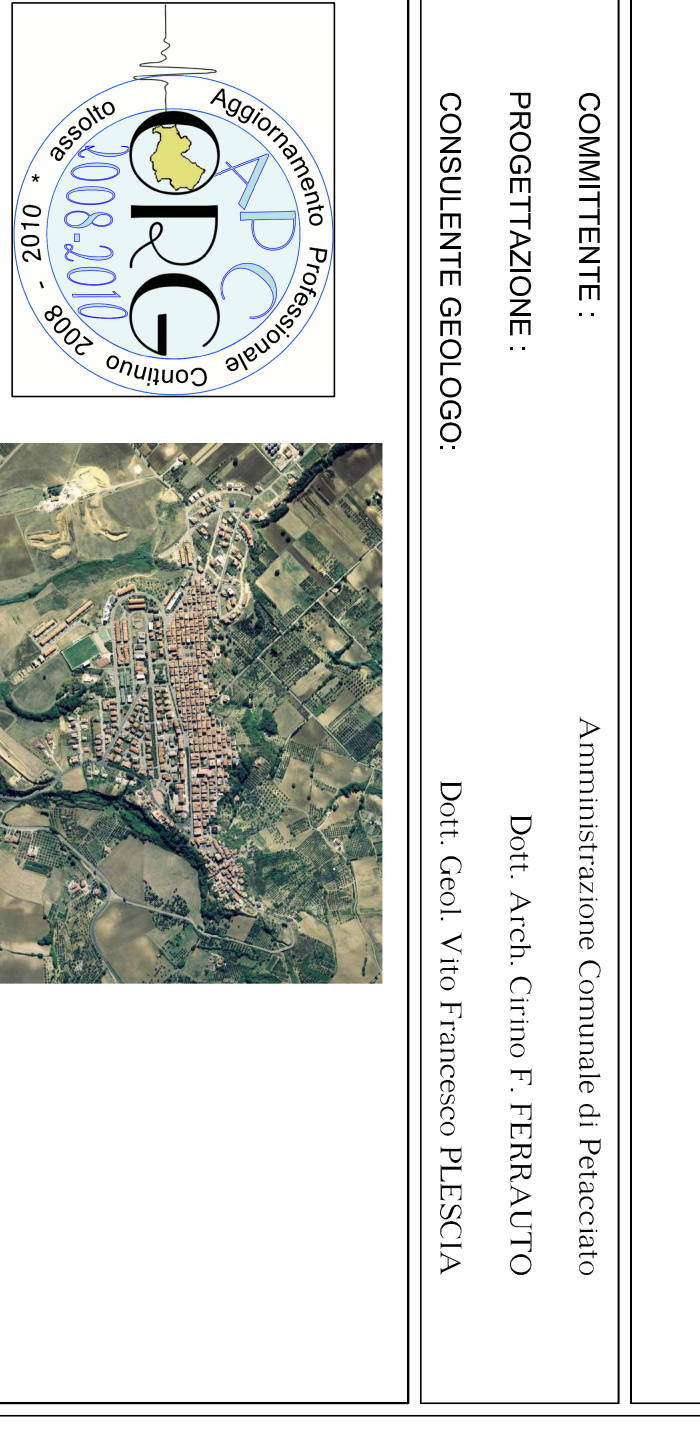 COMMITTENTE : Amministrazione Comunale di Petacciato
PROGETTAZIONE : Dott. Arch. Cirino F. FERRAUTO
CONSULENTE GEOLOGO: Dott. Geol. Vito Francesco PLESCIA
Aggiornamento Professionale Continuo 2008 - 2010 * assolto
APC
ORG
2008-2010